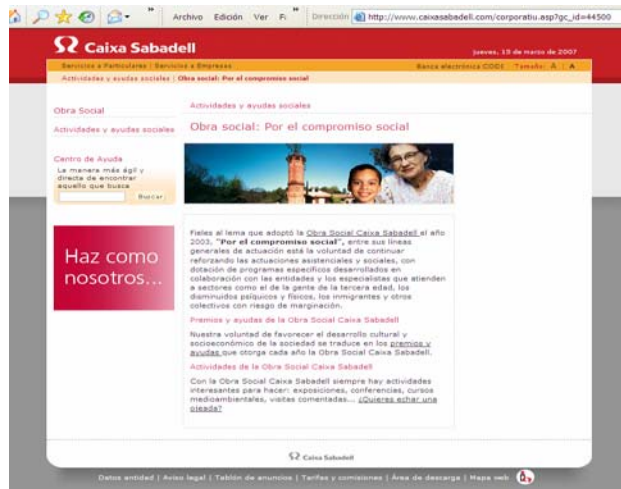 Archivo Edición Ver F
Dirección http://www.caixasabadell.com/corporatiu.asp?gc_id=44500
Caixa Sabadell
jueves, 15 de marzo de 2007
Servicios a Particulares | Servicios a Empresas
Banca electrónica CODE | Tamaño: A | A
Actividades y ayudas sociales | Obra social: Por el compromiso social
Obra Social
Actividades y ayudas sociales
Centro de Ayuda
La manera más ágil y
directa de encontrar
aquello que busca
Buscar
Haz como
nosotros...
Actividades y ayudas sociales
Obra social: Por el compromiso social
Fieles al lema que adoptó la Obra Social Caixa Sabadell el año
2003, "Por el compromiso social", entre sus líneas
generales de actuación está la voluntad de continuar
reforzando las actuaciones asistenciales y sociales, con
dotación de programas específicos desarrollados en
colaboración con las entidades y los especialistas que atienden
a sectores como el de la gente de la tercera edad, los
disminuidos psíquicos y físicos, los inmigrantes y otros
colectivos con riesgo de marginación.
Premios y ayudas de la Obra Social Caixa Sabadell
Nuestra voluntad de favorecer el desarrollo cultural y
socioeconómico de la sociedad se traduce en los premios y
ayudas que otorga cada año la Obra Social Caixa Sabadell.
Actividades de la Obra Social Caixa Sabadell
Con la Obra Social Caixa Sabadell siempre hay actividades
interesantes para hacer: exposiciones, conferencias, cursos
medioambientales, visitas comentadas... ¿Quieres echar una
ojeada?
Caixa Sabadell
Datos entidad | Aviso legal | Tablón de anuncios | Tarifas y comisiones | Área de descarga | Mapa web